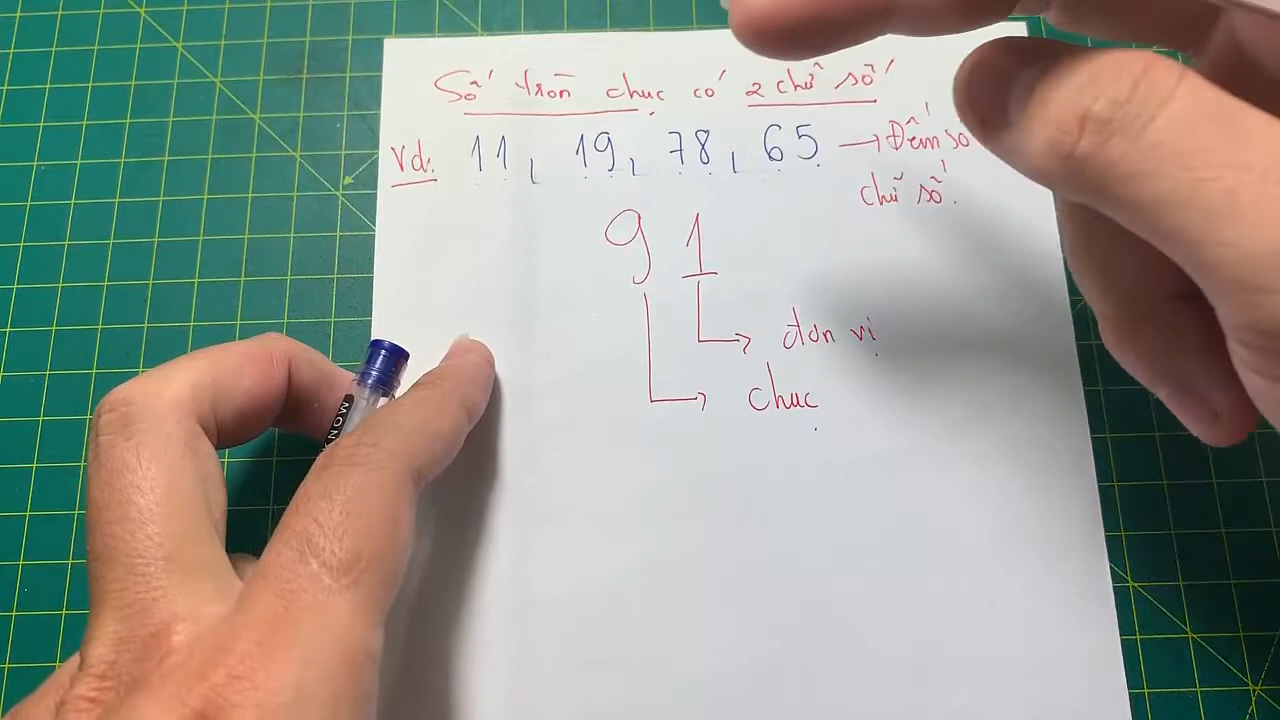 Số tròn chục có 2 chữ số
Vd: 11, 19, 78, 65 → Đếm số
chữ số.
91
đơn vị
chục
MON